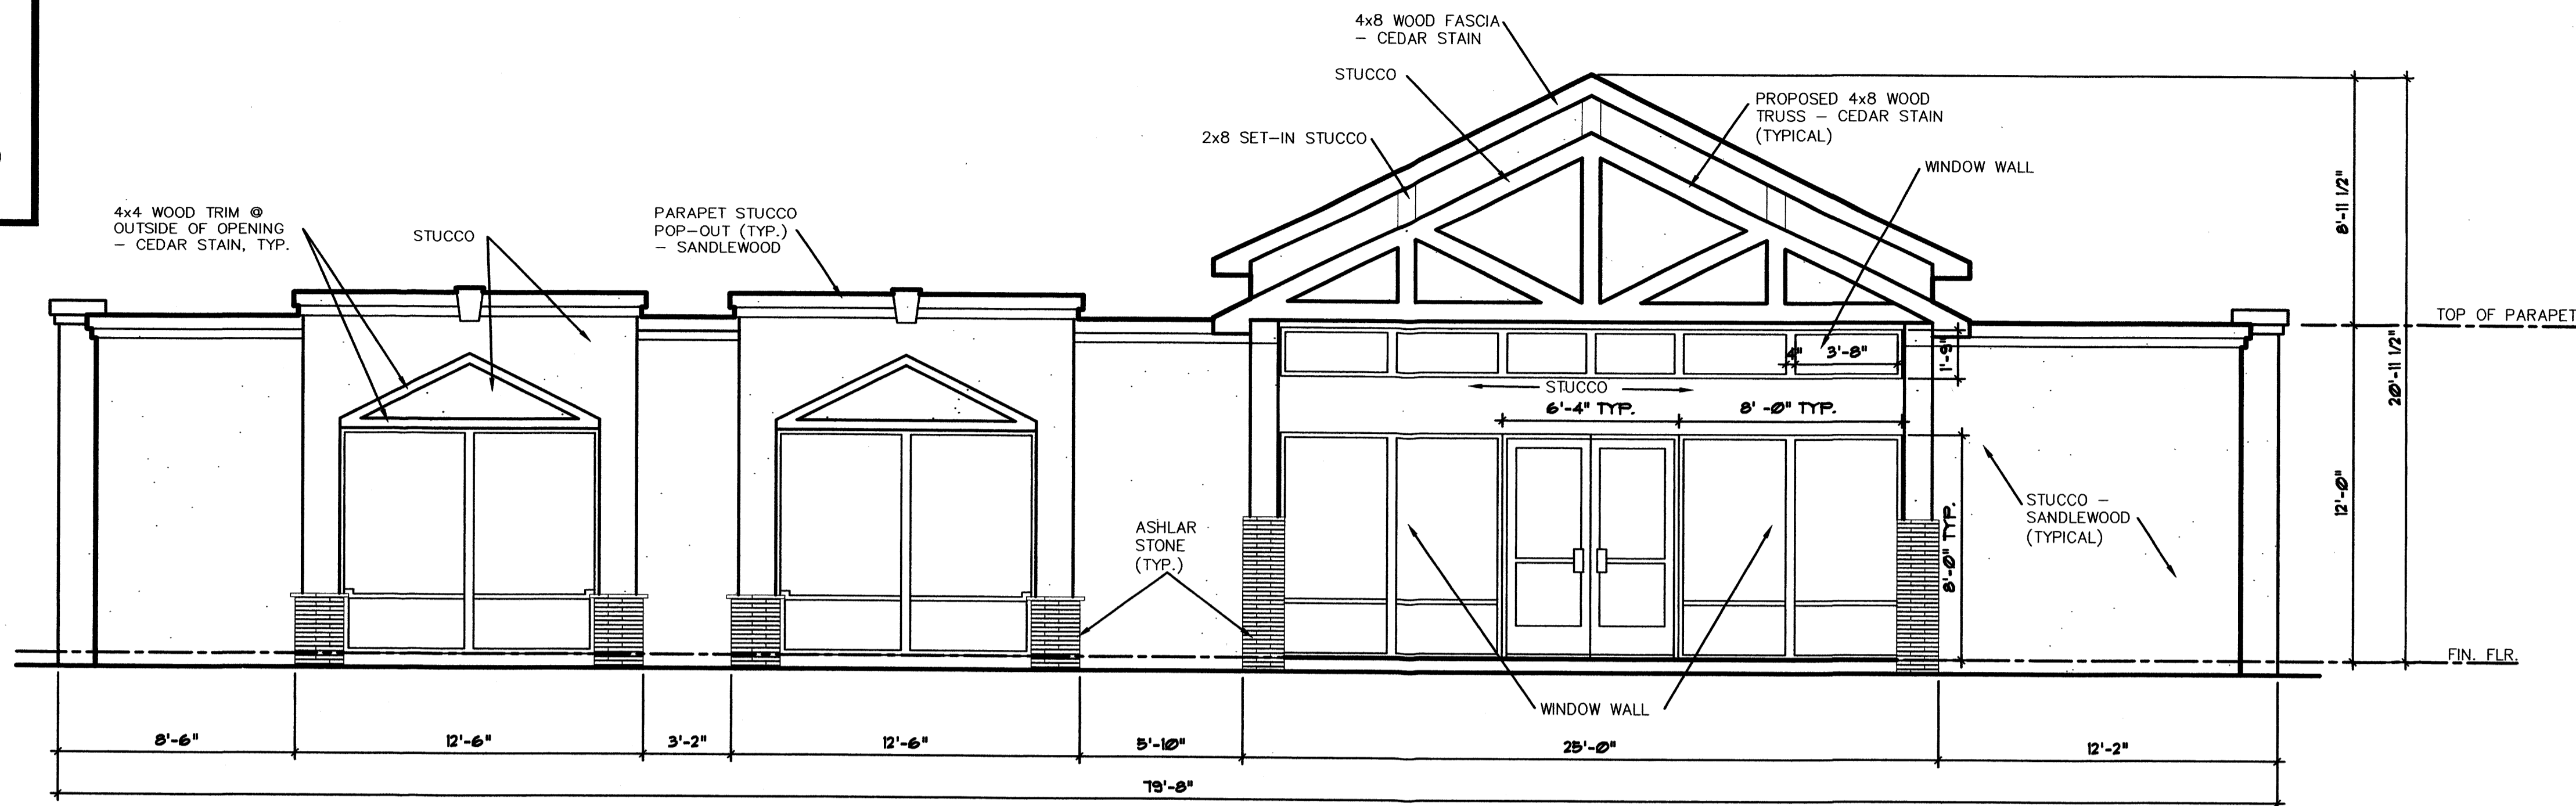 4x8 WOOD FASCIA
– CEDAR STAIN
STUCCO
2x8 SET-IN STUCCO
PROPOSED 4x8 WOOD
TRUSS – CEDAR STAIN
(TYPICAL)
WINDOW WALL
4x4 WOOD TRIM @
OUTSIDE OF OPENING
– CEDAR STAIN, TYP.
STUCCO
PARAPET STUCCO
POP-OUT (TYP.)
– SANDLEWOOD
8'-11 1/2"
TOP OF PARAPET
20'-11 1/2"
4"
3'-8"
1'-9"
STUCCO
6'-4" TYP.
8'-0" TYP.
ASHLAR
STONE
(TYP.)
8'-0" TYP.
STUCCO –
SANDLEWOOD
(TYPICAL)
12'-0"
FIN. FLR.
WINDOW WALL
8'-6"
12'-6"
3'-2"
12'-6"
5'-10"
25'-0"
12'-2"
79'-8"